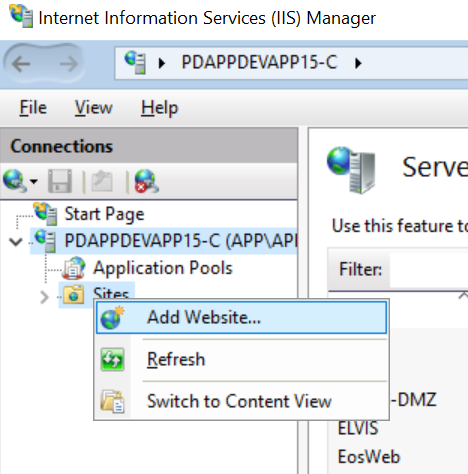 Internet Information Services (IIS) Manager
PDAPPDEVAPP15-C
File View Help
Connections
Start Page
PDAPPDEVAPP15-C (APP\AP
Application Pools
Sites
Add Website...
Refresh
Switch to Content View
Serve
Use this feature to
Filter:
-DMZ
ELVIS
EosWeb